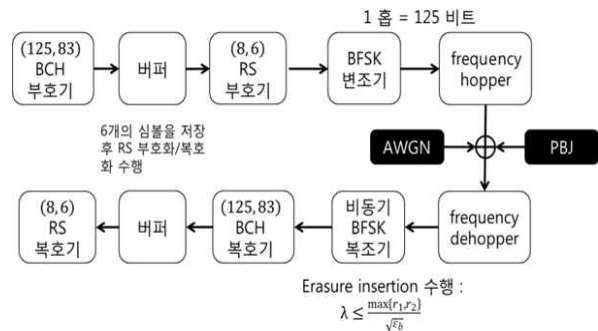 1 홉 = 125 비트
(125,83)
BCH
부호기
버퍼
(8,6)
RS
부호기
BFSK
변조기
frequency
hopper
6개의 심볼을 저장
후 RS 부호화/복호
화 수행
AWGN
PBJ
(8,6)
RS
복호기
버퍼
(125,83)
BCH
복호기
비동기
BFSK
복조기
frequency
dehopper
Erasure insertion 수행 :
λ ≤ max{r₁,r₂} / √ε_b